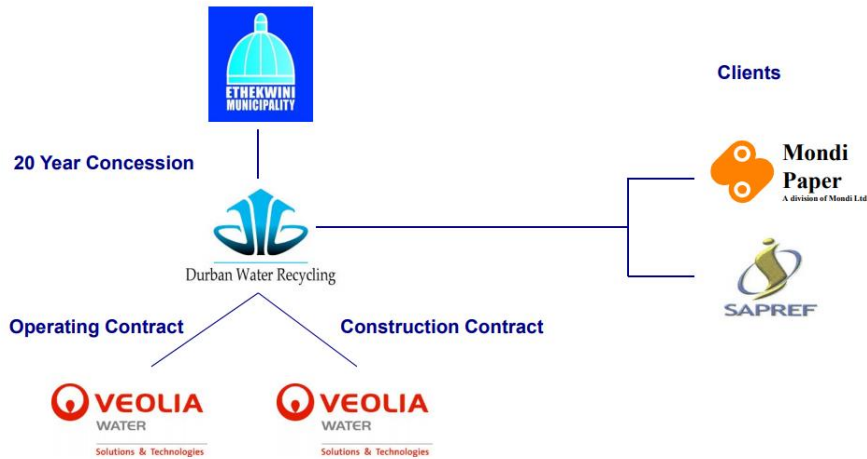 ETHEKWINI
MUNICIPALITY
Clients
20 Year Concession
Mondi
Paper
A division of Mondi Ltd
Durban Water Recycling
SAPREF
Operating Contract
Construction Contract
VEOLIA
WATER
Solutions & Technologies
VEOLIA
WATER
Solutions & Technologies